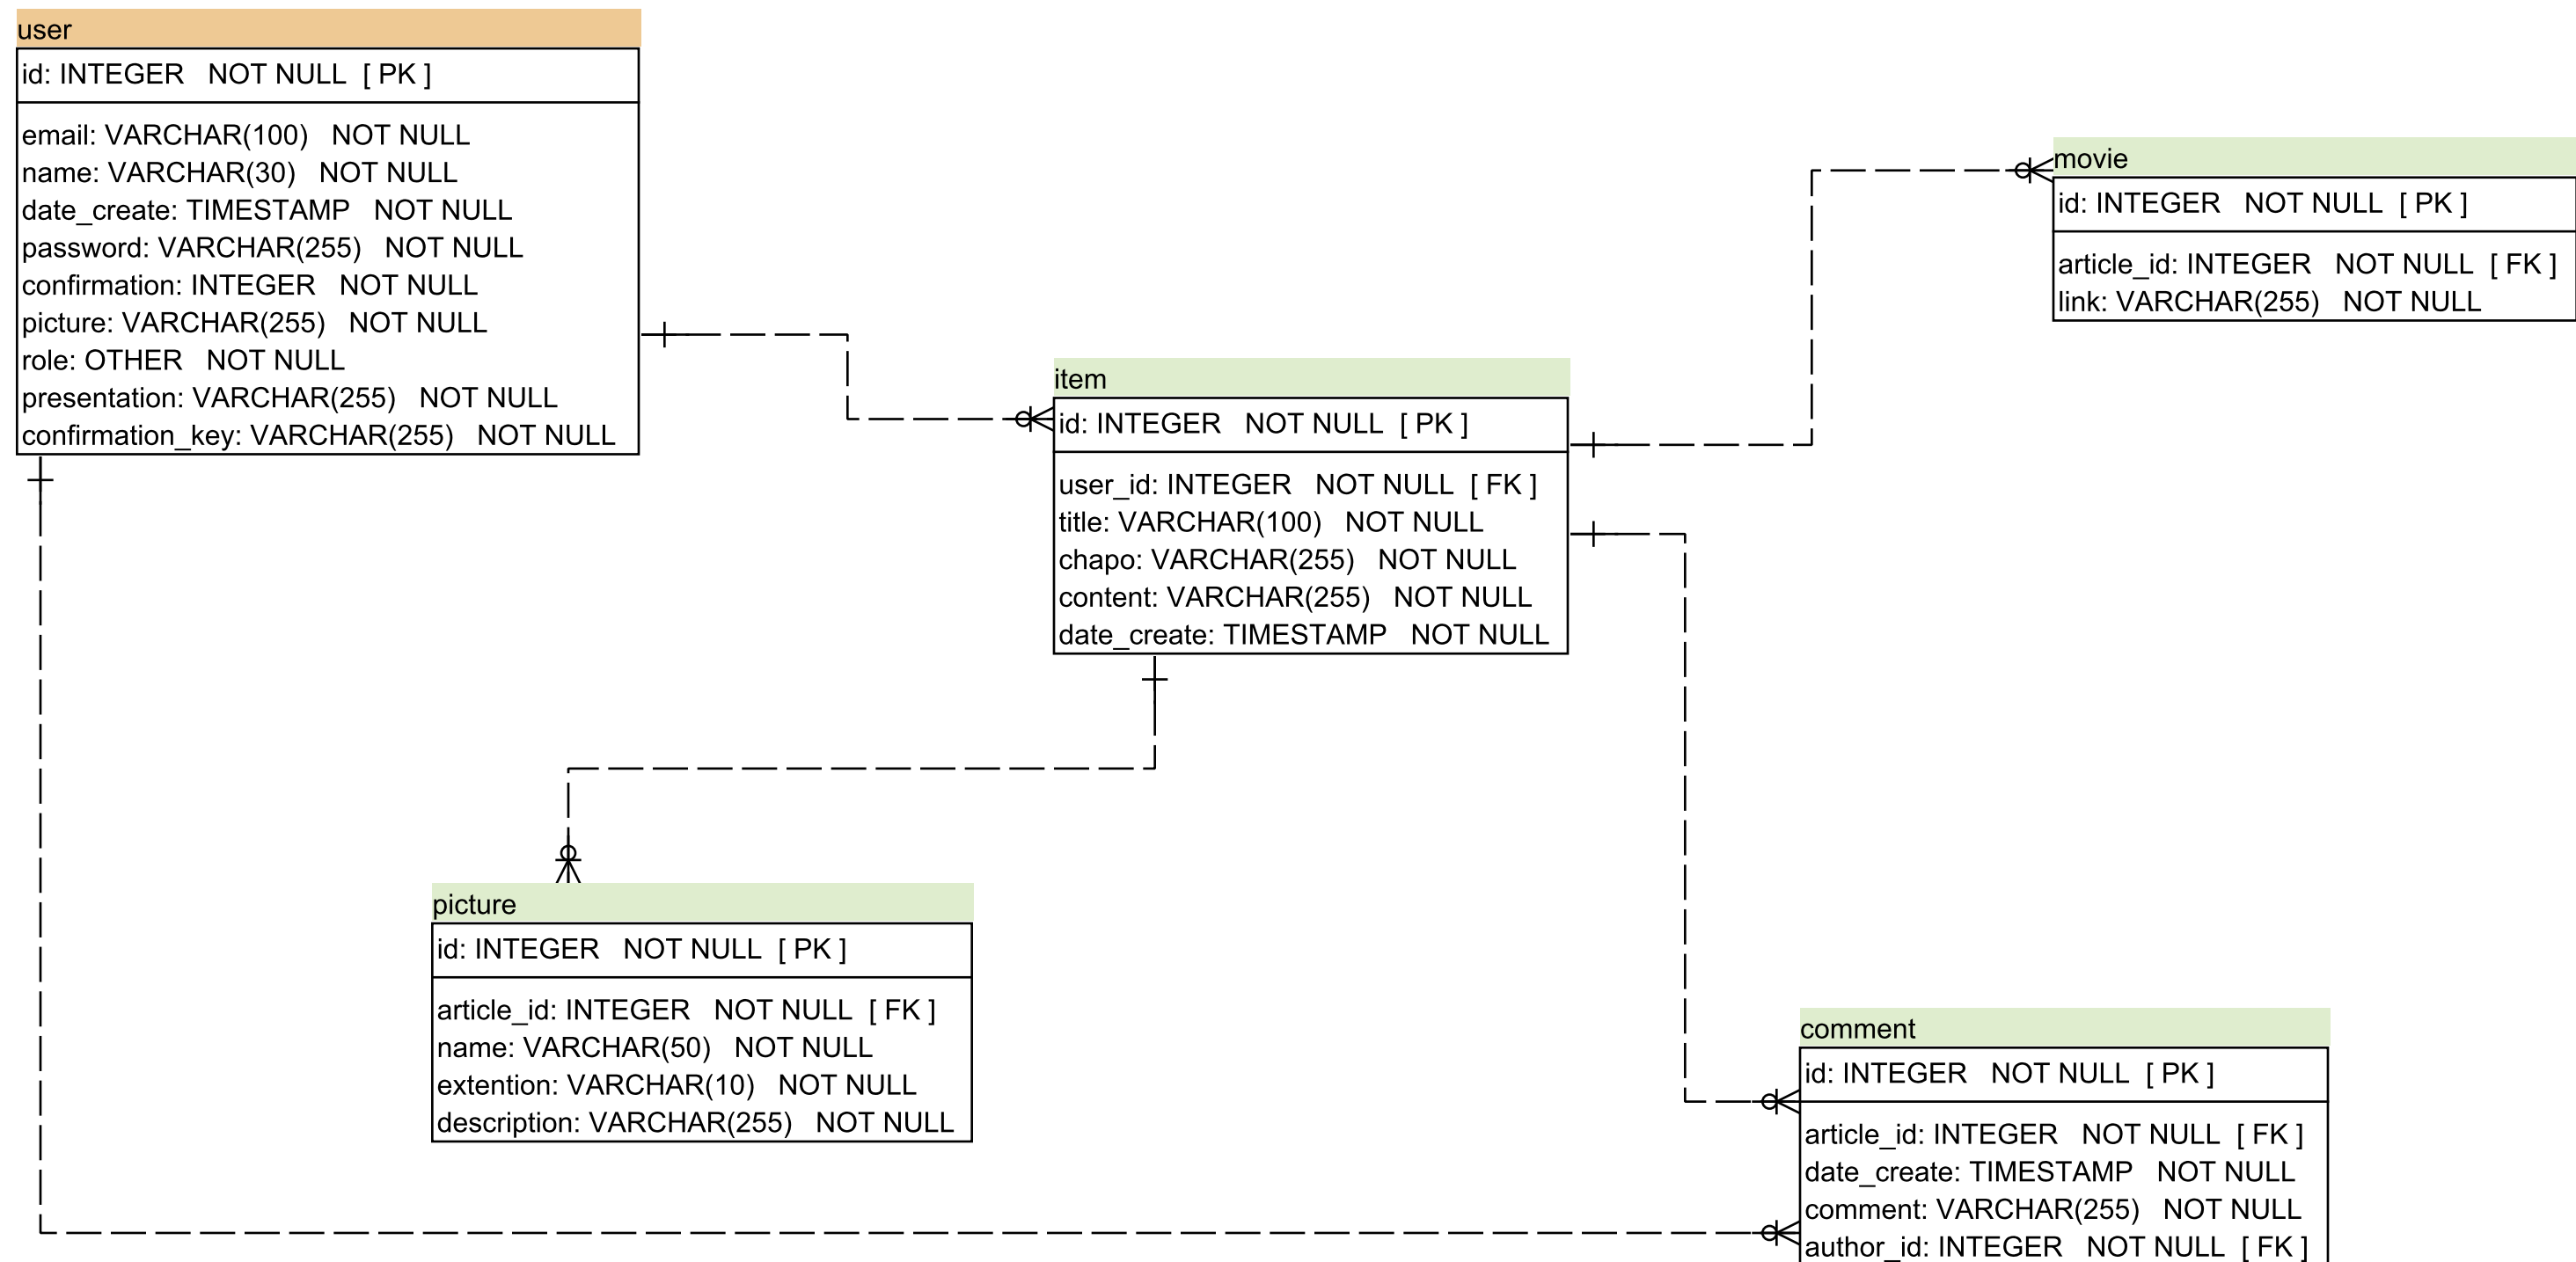 user
id: INTEGER NOT NULL [ PK ]
email: VARCHAR(100) NOT NULL
name: VARCHAR(30) NOT NULL
date_create: TIMESTAMP NOT NULL
password: VARCHAR(255) NOT NULL
confirmation: INTEGER NOT NULL
picture: VARCHAR(255) NOT NULL
role: OTHER NOT NULL
presentation: VARCHAR(255) NOT NULL
confirmation_key: VARCHAR(255) NOT NULL
movie
id: INTEGER NOT NULL [ PK ]
article_id: INTEGER NOT NULL [ FK ]
link: VARCHAR(255) NOT NULL
item
id: INTEGER NOT NULL [ PK ]
user_id: INTEGER NOT NULL [ FK ]
title: VARCHAR(100) NOT NULL
chapo: VARCHAR(255) NOT NULL
content: VARCHAR(255) NOT NULL
date_create: TIMESTAMP NOT NULL
picture
id: INTEGER NOT NULL [ PK ]
article_id: INTEGER NOT NULL [ FK ]
name: VARCHAR(50) NOT NULL
extention: VARCHAR(10) NOT NULL
description: VARCHAR(255) NOT NULL
comment
id: INTEGER NOT NULL [ PK ]
article_id: INTEGER NOT NULL [ FK ]
date_create: TIMESTAMP NOT NULL
comment: VARCHAR(255) NOT NULL
author_id: INTEGER NOT NULL [ FK ]